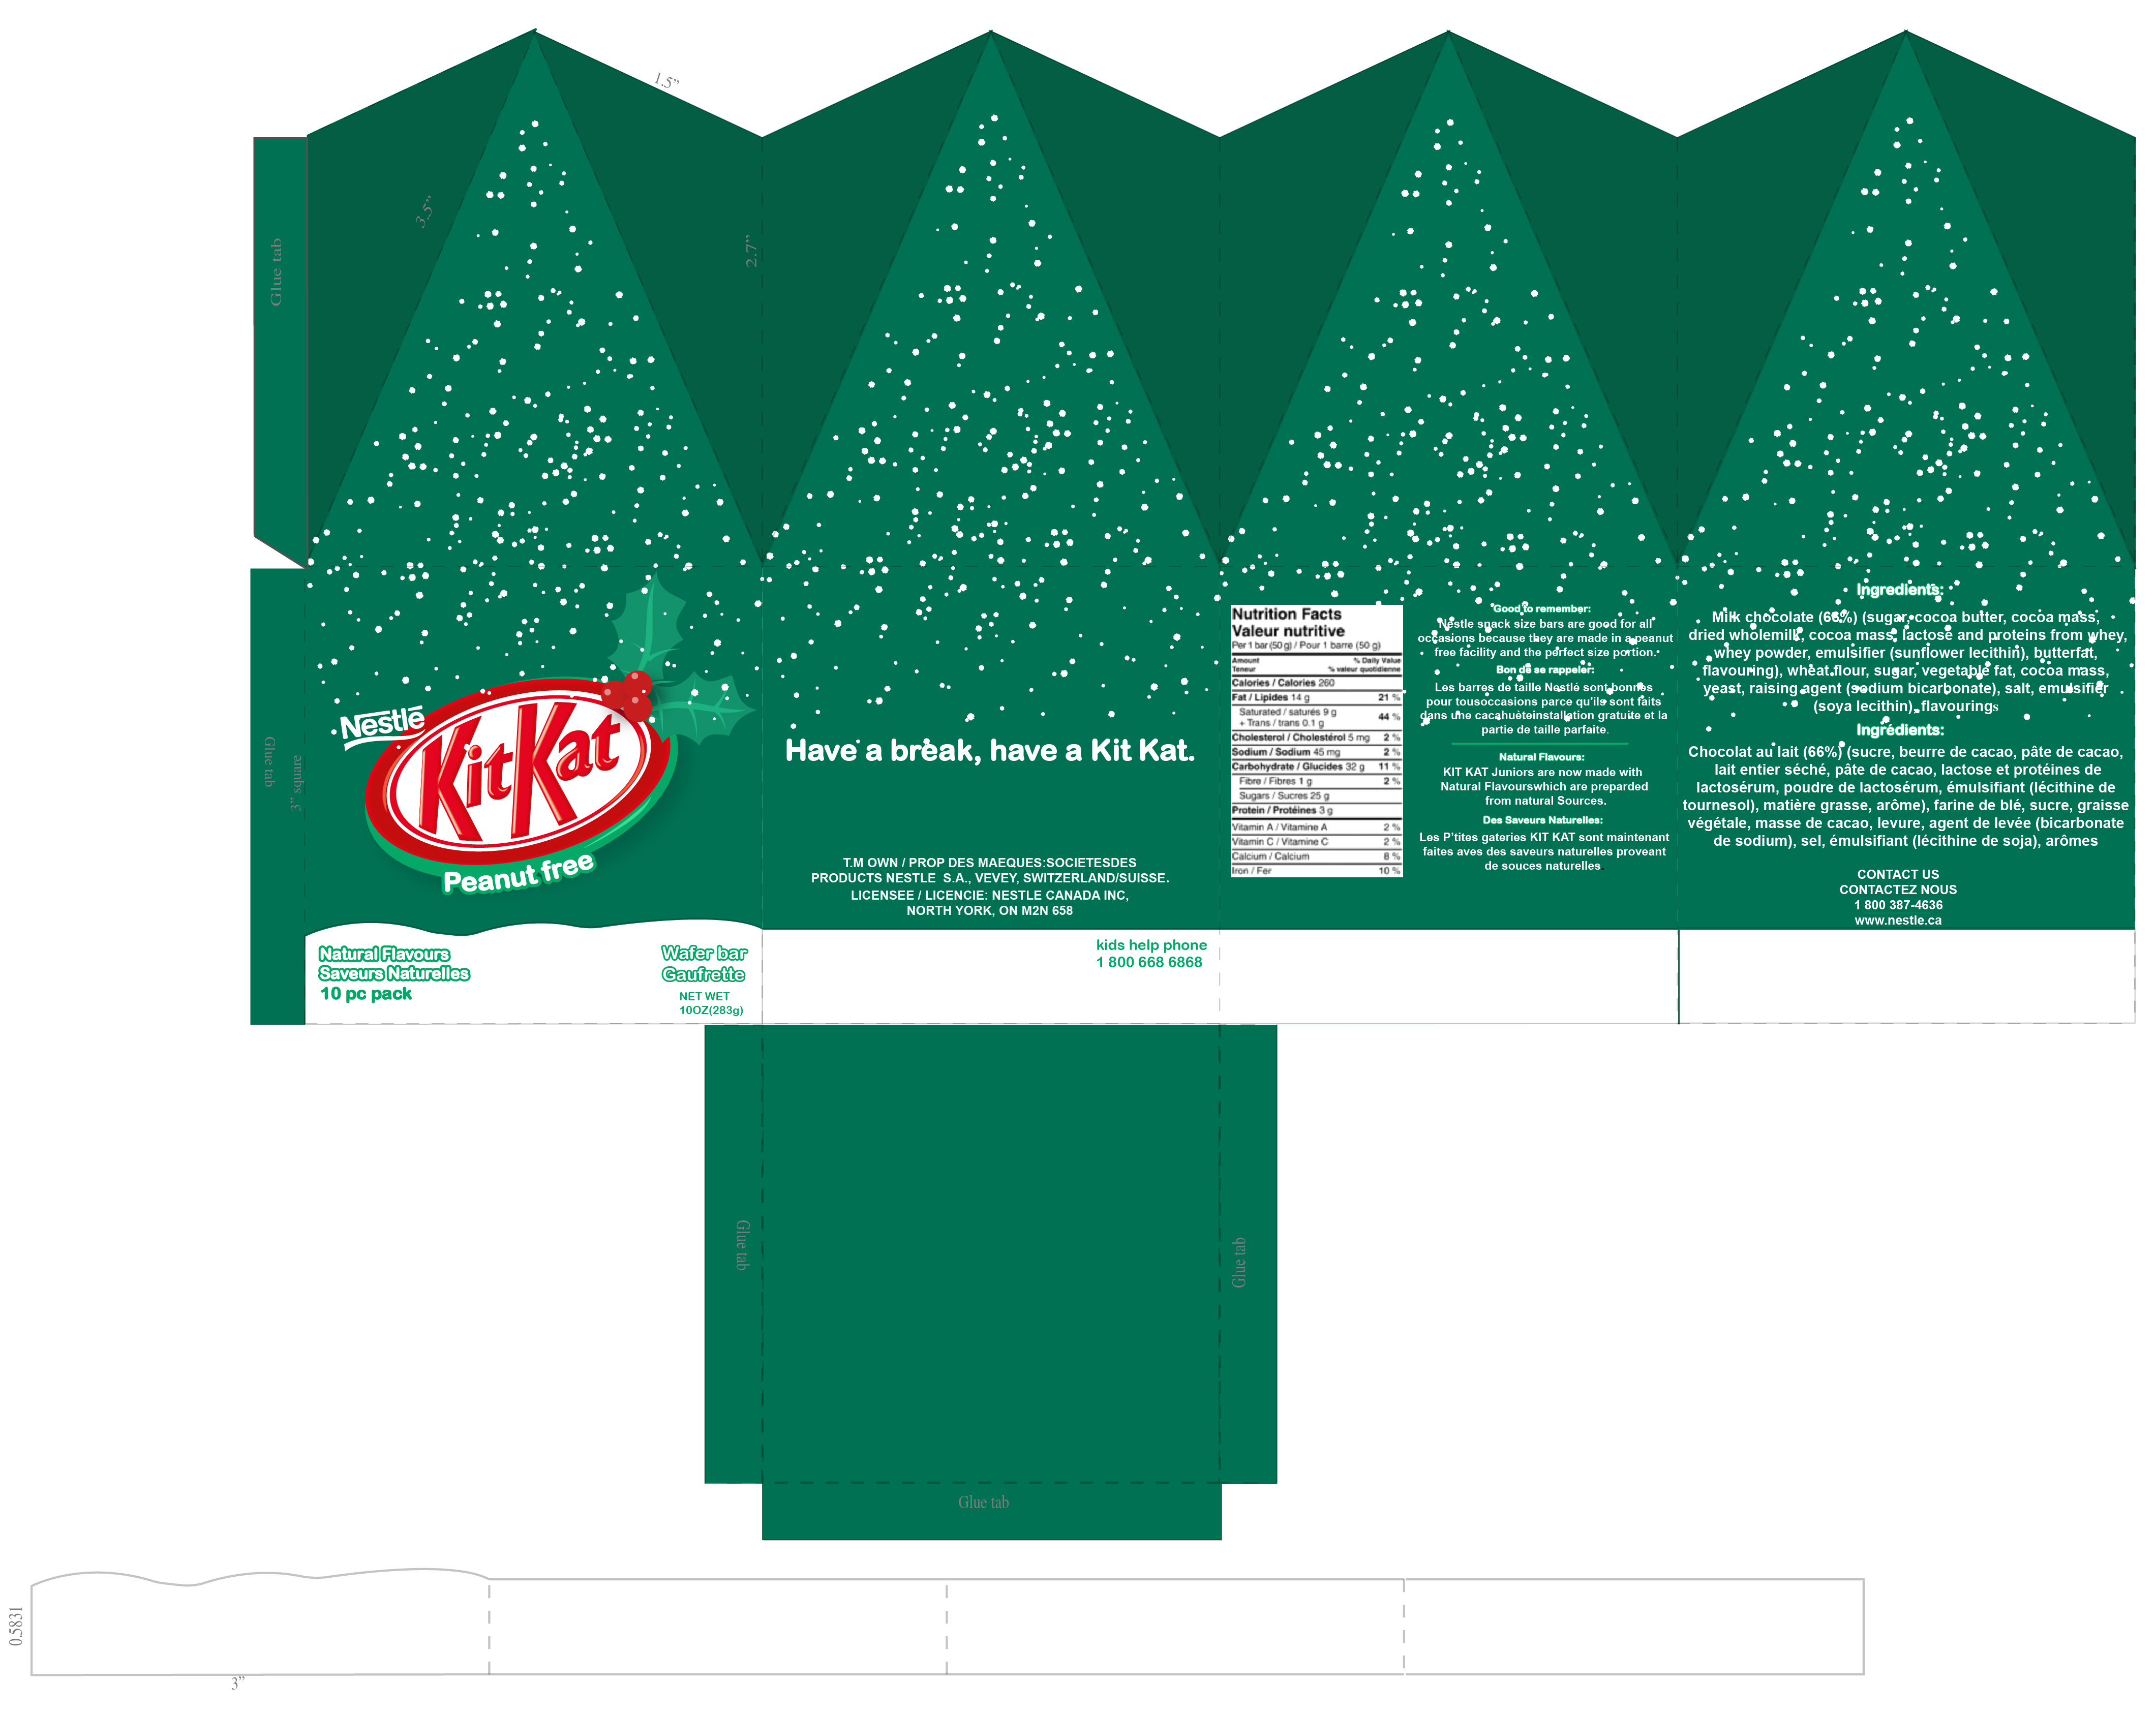 1.5”
3.5”
2.7”
Glue tab
Glue tab
3” square
Nestlé
KitKat
Peanut free
Natural Flavours
Saveurs Naturelles
10 pc pack
Wafer bar
Gaufrette
NET WET
10OZ(283g)
Have a break, have a Kit Kat.
T.M OWN / PROP DES MAEQUES:SOCIETESDES
PRODUCTS NESTLE S.A., VEVEY, SWITZERLAND/SUISSE.
LICENSEE / LICENCIE: NESTLE CANADA INC,
NORTH YORK, ON M2N 658
kids help phone
1 800 668 6868
Nutrition Facts
Valeur nutritive
Per 1 bar (50 g) / Pour 1 barre (50 g)
Amount % Daily Value
Teneur % valeur quotidienne
Calories / Calories 260
Fat / Lipides 14 g 21 %
Saturated / saturés 9 g
+ Trans / trans 0.1 g 44 %
Cholesterol / Cholestérol 5 mg 2 %
Sodium / Sodium 45 mg 2 %
Carbohydrate / Glucides 32 g 11 %
Fibre / Fibres 1 g 2 %
Sugars / Sucres 25 g
Protein / Protéines 3 g
Vitamin A / Vitamine A 2 %
Vitamin C / Vitamine C 2 %
Calcium / Calcium 8 %
Iron / Fer 10 %
Good to remember:
Nestle snack size bars are good for all
occasions because they are made in a peanut
free facility and the perfect size portion.
Bon de se rappeler:
Les barres de taille Nestlé sont bonnes
pour tousoccasions parce qu'ils sont faits
dans une cacahuèteinstallation gratuite et la
partie de taille parfaite.
Natural Flavours:
KIT KAT Juniors are now made with
Natural Flavourswhich are preparded
from natural Sources.
Des Saveurs Naturelles:
Les P'tites gateries KIT KAT sont maintenant
faites aves des saveurs naturelles proveant
de souces naturelles
Ingredients:
Milk chocolate (66%) (sugar, cocoa butter, cocoa mass,
dried wholemilk, cocoa mass, lactose and proteins from whey,
whey powder, emulsifier (sunflower lecithin), butterfat,
flavouring), wheat flour, sugar, vegetable fat, cocoa mass,
yeast, raising agent (sodium bicarbonate), salt, emulsifier
(soya lecithin), flavourings
Ingrédients:
Chocolat au lait (66%) (sucre, beurre de cacao, pâte de cacao,
lait entier séché, pâte de cacao, lactose et protéines de
lactosérum, poudre de lactosérum, émulsifiant (lécithine de
tournesol), matière grasse, arôme), farine de blé, sucre, graisse
végétale, masse de cacao, levure, agent de levée (bicarbonate
de sodium), sel, émulsifiant (lécithine de soja), arômes
CONTACT US
CONTACTEZ NOUS
1 800 387-4636
www.nestle.ca
Glue tab
Glue tab
Glue tab
0.5831
3”